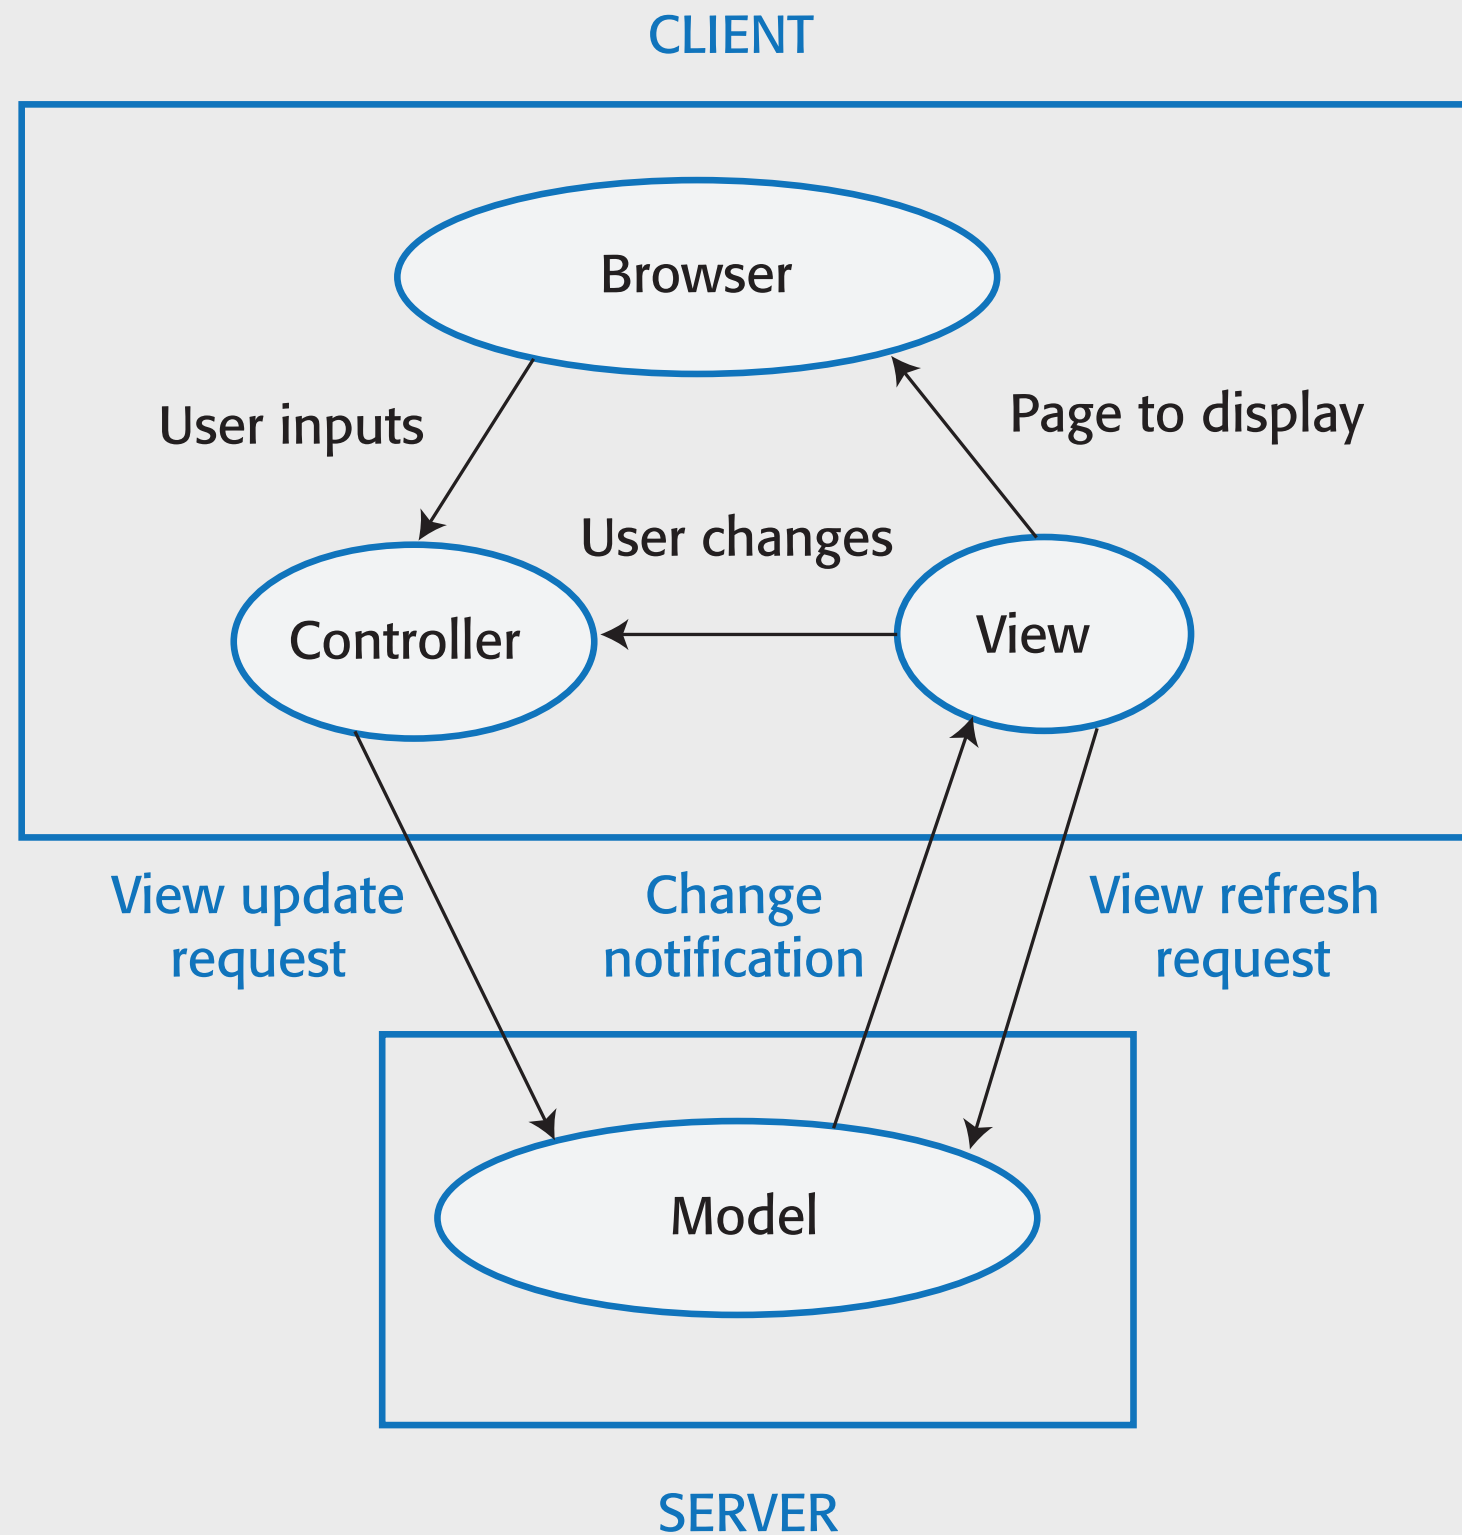 CLIENT
Browser
User inputs
Page to display
User changes
Controller
View
View update
request
Change
notification
View refresh
request
Model
SERVER